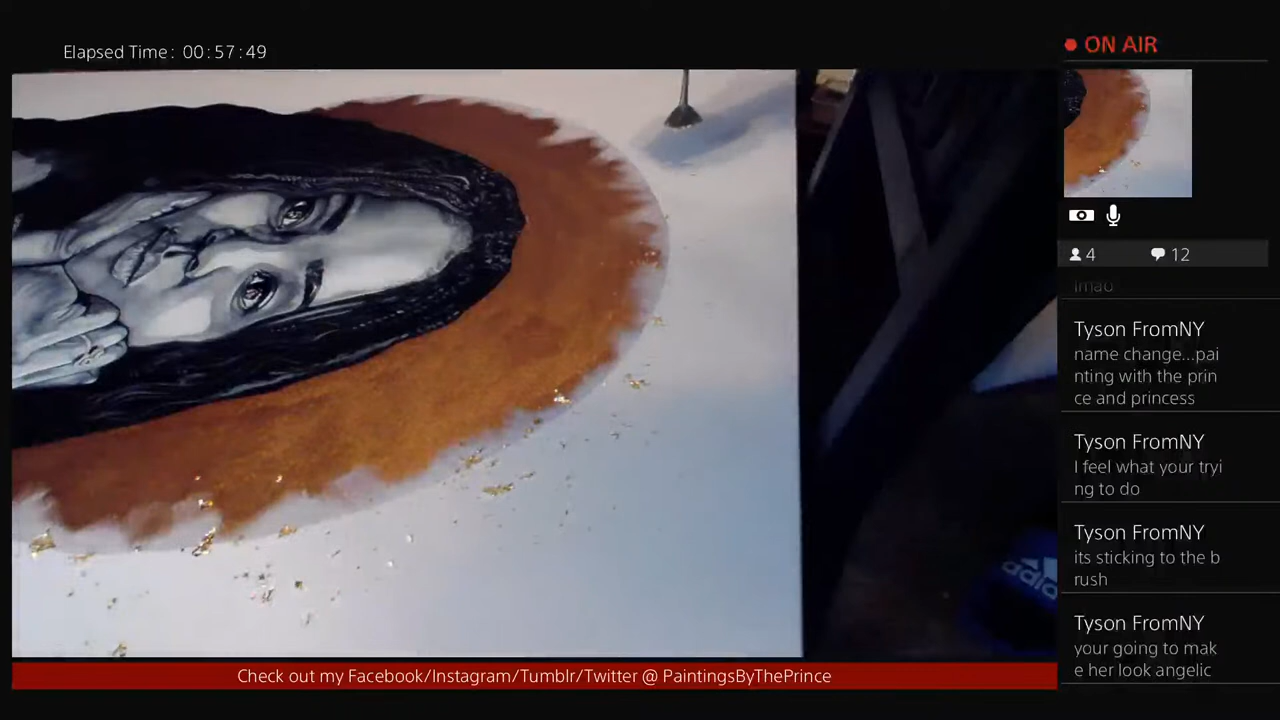 Elapsed Time: 00:57:49
ON AIR
4 12
lmao
Tyson FromNY
name change...pai
nting with the prin
ce and princess
Tyson FromNY
I feel what your tryi
ng to do
Tyson FromNY
its sticking to the b
rush
Tyson FromNY
your going to mak
e her look angelic
adidas
Check out my Facebook/Instagram/Tumblr/Twitter @ PaintingsByThePrince